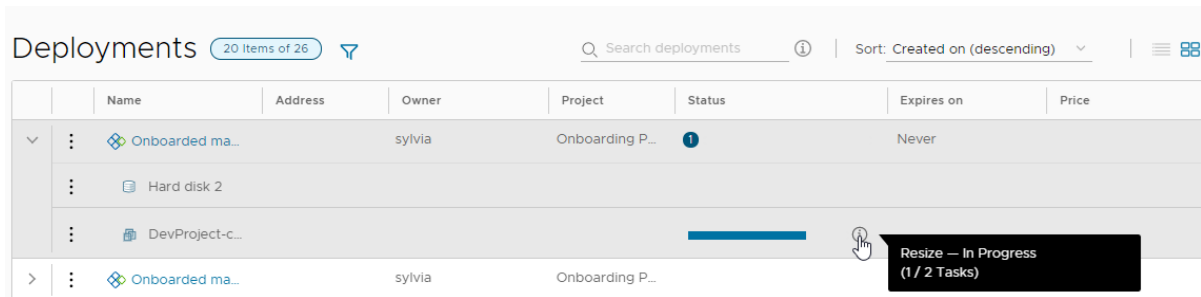 Deployments 20 Items of 26 Search deployments Sort: Created on (descending)
Name Address Owner Project Status Expires on Price
Onboarded ma... sylvia Onboarding P... 1 Never
Hard disk 2
DevProject-c...
Resize — In Progress
(1 / 2 Tasks)
Onboarded ma... sylvia Onboarding P...